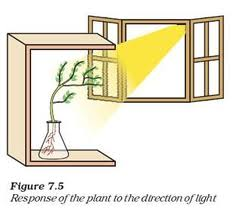 Figure 7.5
Response of the plant to the direction of light